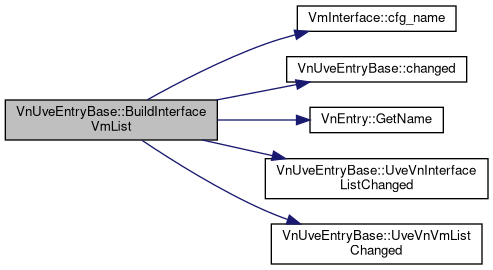 VnUveEntryBase::BuildInterface
VmList
VmInterface::cfg_name
VnUveEntryBase::changed
VnEntry::GetName
VnUveEntryBase::UveVnInterface
ListChanged
VnUveEntryBase::UveVnVmList
Changed